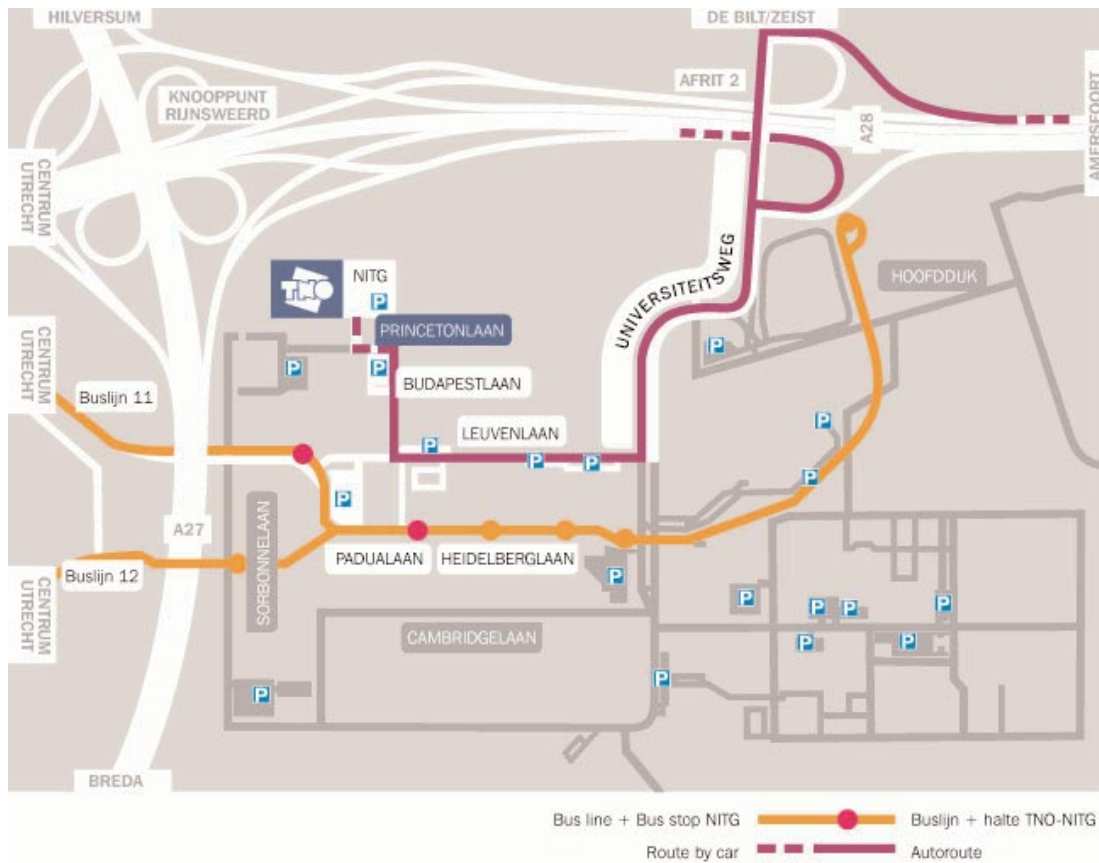 HILVERSUM
DE BILT/ZEIST
AFRIT 2
KNOOPPUNT
RIJNSWEERD
A28
AMERSFOORT
CENTRUM
UTRECHT
UNIVERSITEITSWEG
HOOFDDIJK
TNO
NITG
P
PRINCETONLAAN
P
P
P
BUDAPESTLAAN
CENTRUM
UTRECHT
Buslijn 11
LEUVENLAAN
P
P
P
P
P
P
A27
PADUALAAN
HEIDELBERGLAAN
Buslijn 12
SORBONNELAAN
CENTRUM
UTRECHT
P
P
P
P
P
CAMBRIDGELAAN
P
P
P
P
BREDA
Bus line + Bus stop NITG
Buslijn + halte TNO-NITG
Route by car
Autoroute